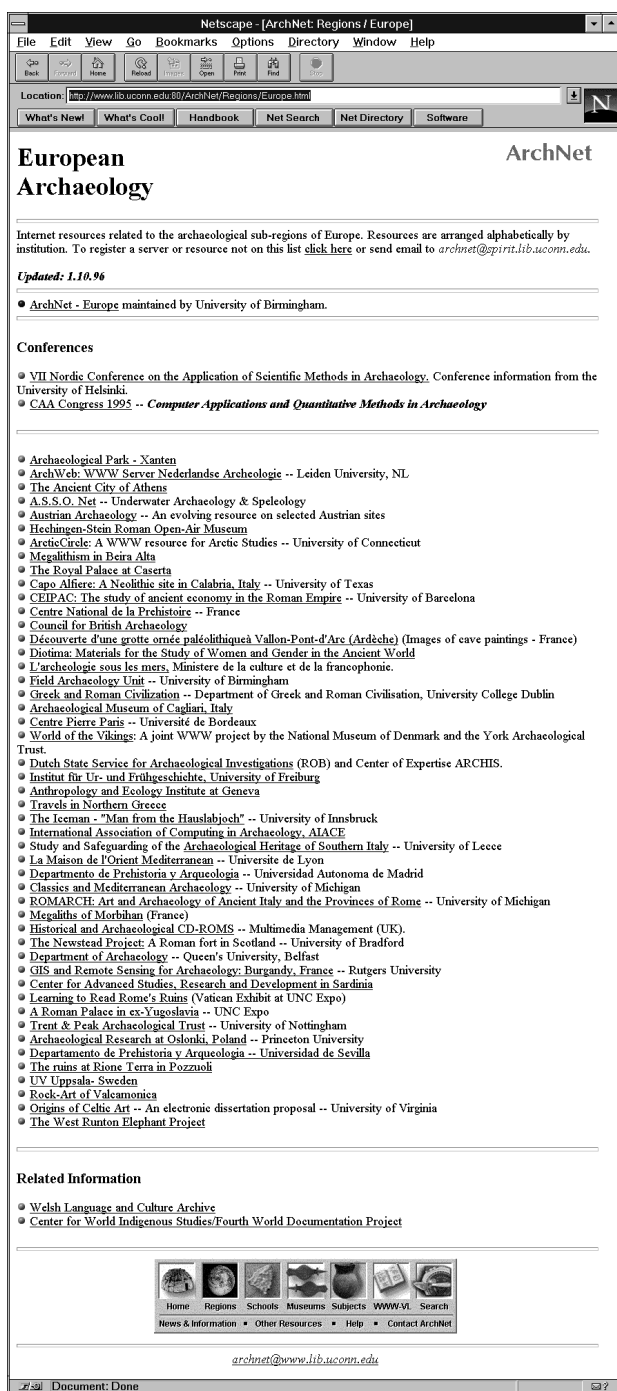 Netscape - [ArchNet: Regions / Europe]
File Edit View Go Bookmarks Options Directory Window Help
Back Forward Home Reload Images Open Print Find Stop
Location: http://www.lib.uconn.edu:80/ArchNet/Regions/Europe.html
N
What's New! What's Cool! Handbook Net Search Net Directory Software
European
Archaeology
ArchNet
Internet resources related to the archaeological sub-regions of Europe. Resources are arranged alphabetically by
institution. To register a server or resource not on this list click here or send email to archnet@spirit.lib.uconn.edu.
Updated: 1.10.96
ArchNet - Europe maintained by University of Birmingham.
Conferences
VII Nordic Conference on the Application of Scientific Methods in Archaeology. Conference information from the
University of Helsinki.
CAA Congress 1995 -- Computer Applications and Quantitative Methods in Archaeology
Archaeological Park - Xanten
ArchWeb: WWW Server Nederlandse Archeologie -- Leiden University, NL
The Ancient City of Athens
A.S.S.O. Net -- Underwater Archaeology & Speleology
Austrian Archaeology -- An evolving resource on selected Austrian sites
Hechingen-Stein Roman Open-Air Museum
ArcticCircle: A WWW resource for Arctic Studies -- University of Connecticut
Megalithism in Beira Alta
The Royal Palace at Caserta
Capo Alfiere: A Neolithic site in Calabria, Italy -- University of Texas
CEIPAC: The study of ancient economy in the Roman Empire -- University of Barcelona
Centre National de la Prehistoire -- France
Council for British Archaeology
Découverte d'une grotte ornée paléolithiqueà Vallon-Pont-d'Arc (Ardèche) (Images of cave paintings - France)
Diotima: Materials for the Study of Women and Gender in the Ancient World
L'archeologie sous les mers, Ministere de la culture et de la francophonie.
Field Archaeology Unit -- University of Birmingham
Greek and Roman Civilization -- Department of Greek and Roman Civilisation, University College Dublin
Archaeological Museum of Cagliari, Italy
Centre Pierre Paris -- Université de Bordeaux
World of the Vikings: A joint WWW project by the National Museum of Denmark and the York Archaeological
Trust.
Dutch State Service for Archaeological Investigations (ROB) and Center of Expertise ARCHIS.
Institut für Ur- und Frühgeschichte, University of Freiburg
Anthropology and Ecology Institute at Geneva
Travels in Northern Greece
The Iceman - "Man from the Hauslabjoch" -- University of Innsbruck
International Association of Computing in Archaeology, AIACE
Study and Safeguarding of the Archaeological Heritage of Southern Italy -- University of Lecce
La Maison de l'Orient Mediterranean -- Universite de Lyon
Departmento de Prehistoria y Arqueologia -- Universidad Autonoma de Madrid
Classics and Mediterranean Archaeology -- University of Michigan
ROMARCH: Art and Archaeology of Ancient Italy and the Provinces of Rome -- University of Michigan
Megaliths of Morbihan (France)
Historical and Archaeological CD-ROMS -- Multimedia Management (UK).
The Newstead Project: A Roman fort in Scotland -- University of Bradford
Department of Archaeology -- Queen's University, Belfast
GIS and Remote Sensing for Archaeology: Burgandy, France -- Rutgers University
Center for Advanced Studies, Research and Development in Sardinia
Learning to Read Rome's Ruins (Vatican Exhibit at UNC Expo)
A Roman Palace in ex-Yugoslavia -- UNC Expo
Trent & Peak Archaeological Trust -- University of Nottingham
Archaeological Research at Oslonki, Poland -- Princeton University
Departamento de Prehistoria y Arqueologia -- Universidad de Sevilla
The ruins at Rione Terra in Pozzuoli
UV Uppsala- Sweden
Rock-Art of Valcamonica
Origins of Celtic Art -- An electronic dissertation proposal -- University of Virginia
The West Runton Elephant Project
Related Information
Welsh Language and Culture Archive
Center for World Indigenous Studies/Fourth World Documentation Project
Home Regions Schools Museums Subjects WWW-VL Search
News & Information ▪ Other Resources ▪ Help ▪ Contact ArchNet
archnet@www.lib.uconn.edu
Document: Done